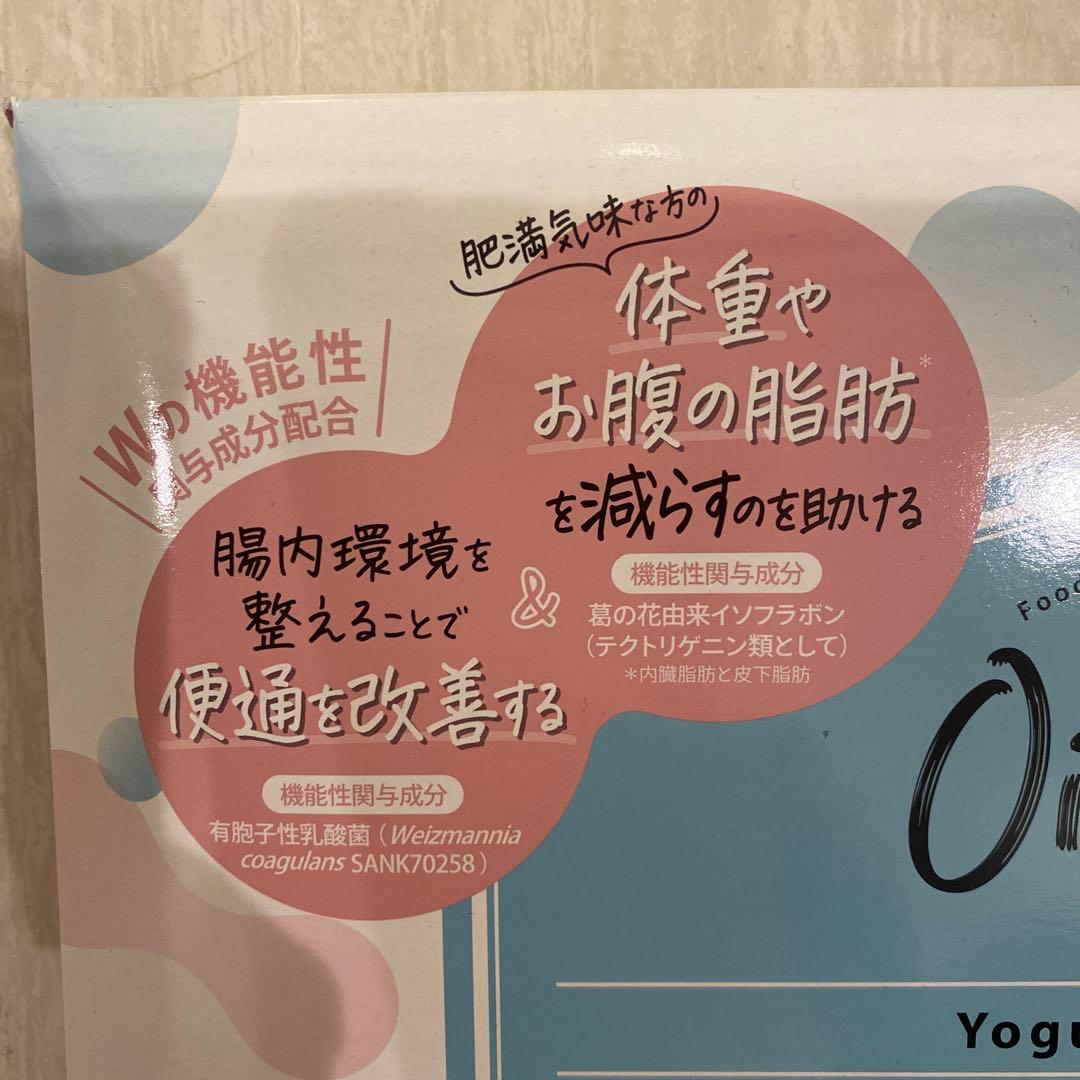 肥満気味な方の
体重や
お腹の脂肪*
を減らすのを助ける
機能性関与成分
葛の花由来イソフラボン
(テクトリゲニン類として)
*内臓脂肪と皮下脂肪
Wの機能性
関与成分配合
腸内環境を
整えることで
便通を改善する
&
機能性関与成分
有胞子性乳酸菌(Weizmannia
coagulans SANK70258)